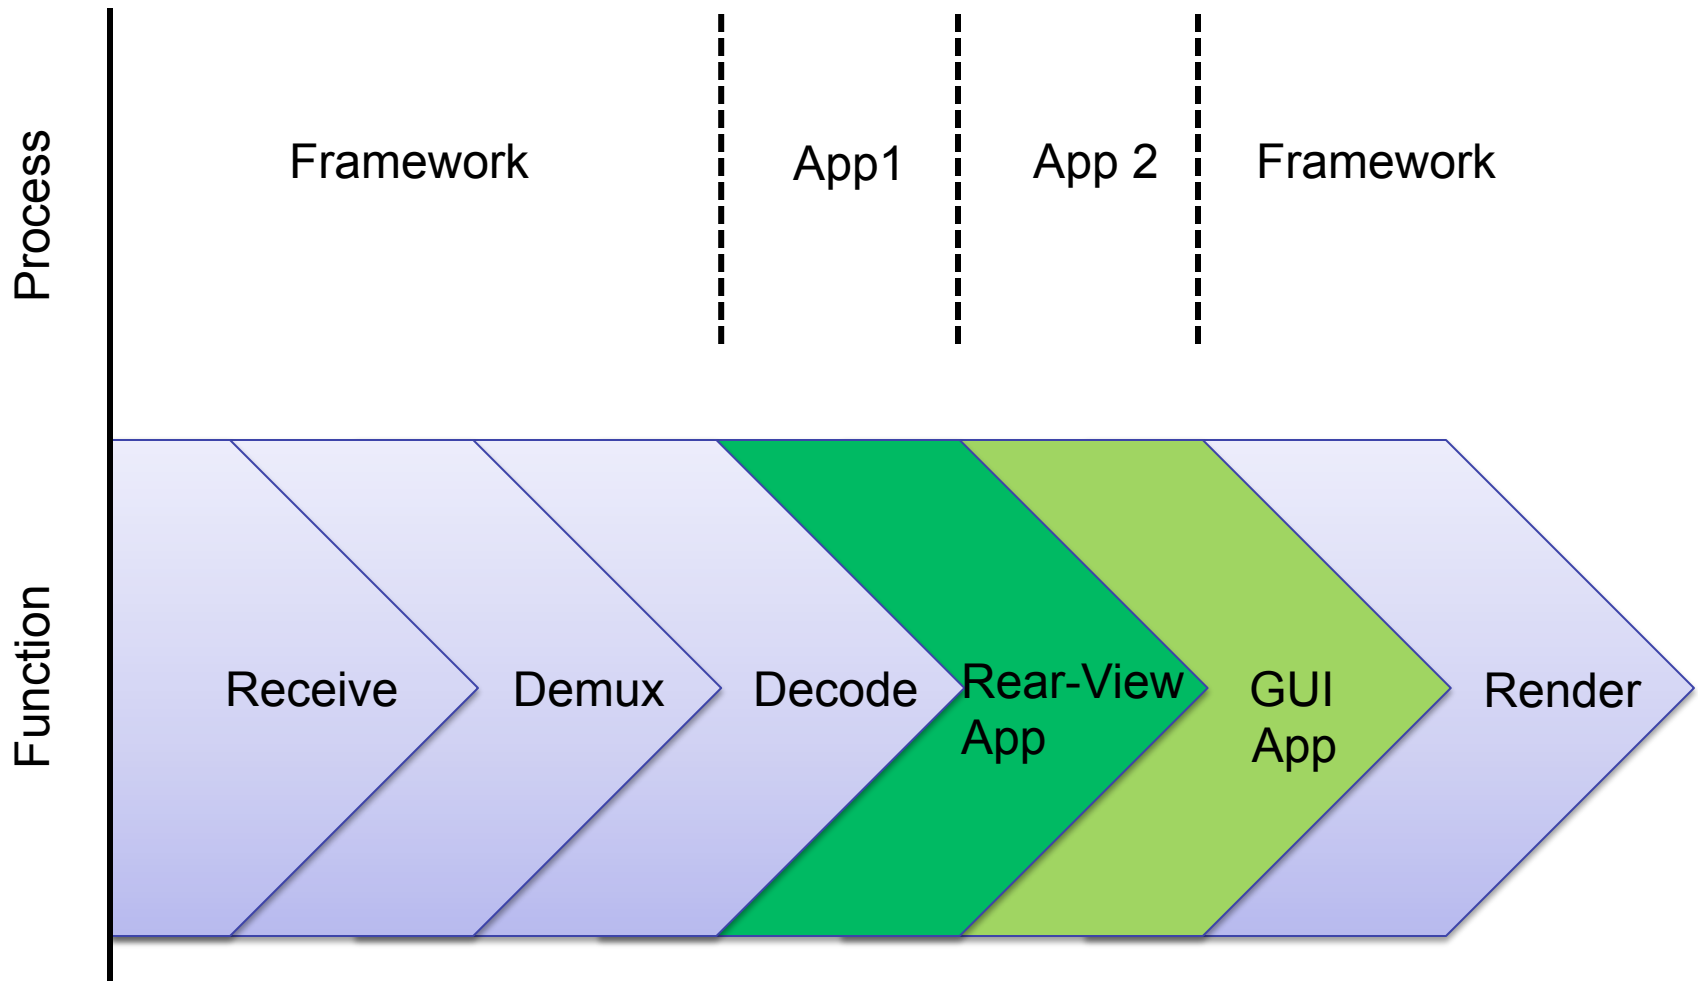 Process
Framework
App1
App 2
Framework
Function
Receive
Demux
Decode
Rear-View
App
GUI
App
Render